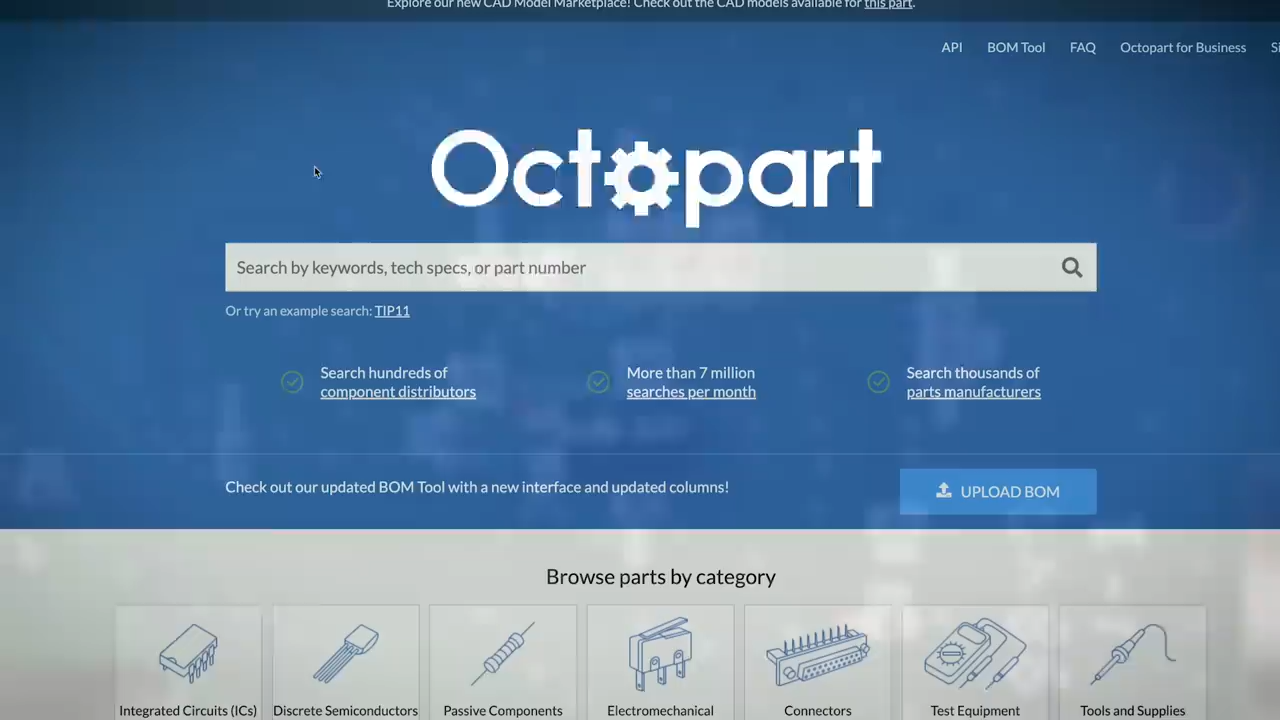 Explore our new CAD Model Marketplace! Check out the CAD models available for this part.
API BOM Tool FAQ Octopart for Business
Octopart
Search by keywords, tech specs, or part number
Or try an example search: TIP11
Search hundreds of
component distributors
More than 7 million
searches per month
Search thousands of
parts manufacturers
Check out our updated BOM Tool with a new interface and updated columns!
UPLOAD BOM
Browse parts by category
Integrated Circuits (ICs)
Discrete Semiconductors
Passive Components
Electromechanical
Connectors
Test Equipment
Tools and Supplies